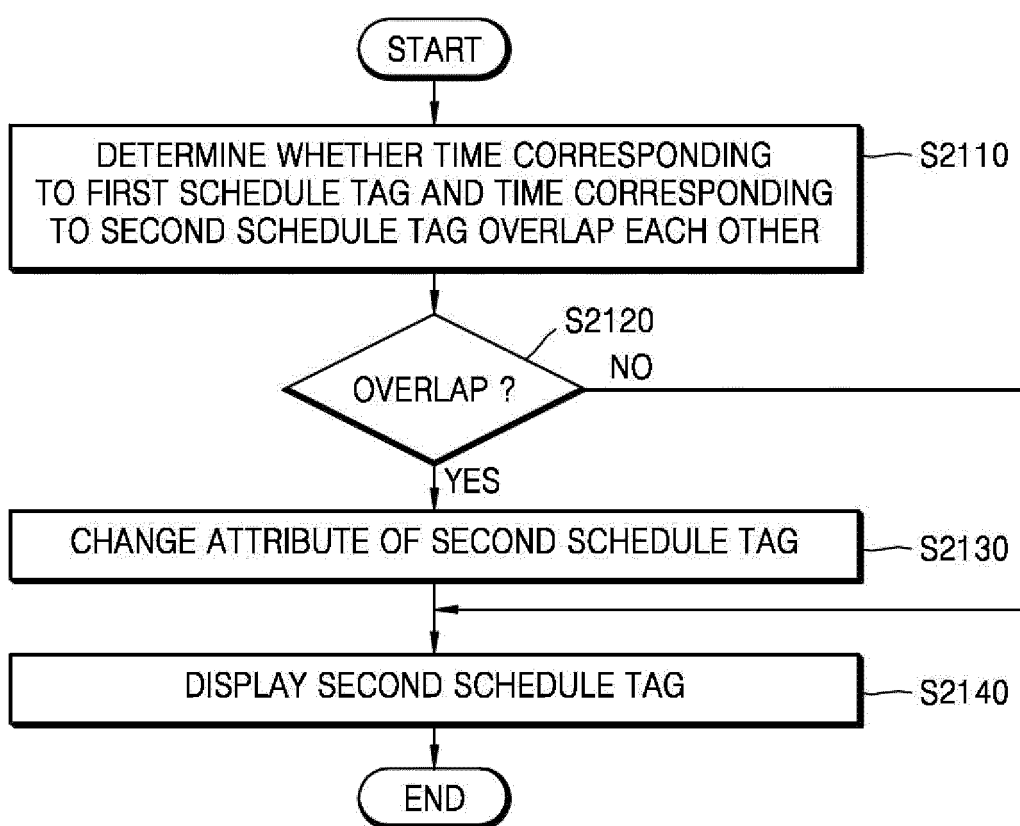 START
DETERMINE WHETHER TIME CORRESPONDING
TO FIRST SCHEDULE TAG AND TIME CORRESPONDING
TO SECOND SCHEDULE TAG OVERLAP EACH OTHER
S2110
S2120
OVERLAP ?
NO
YES
CHANGE ATTRIBUTE OF SECOND SCHEDULE TAG
S2130
DISPLAY SECOND SCHEDULE TAG
S2140
END